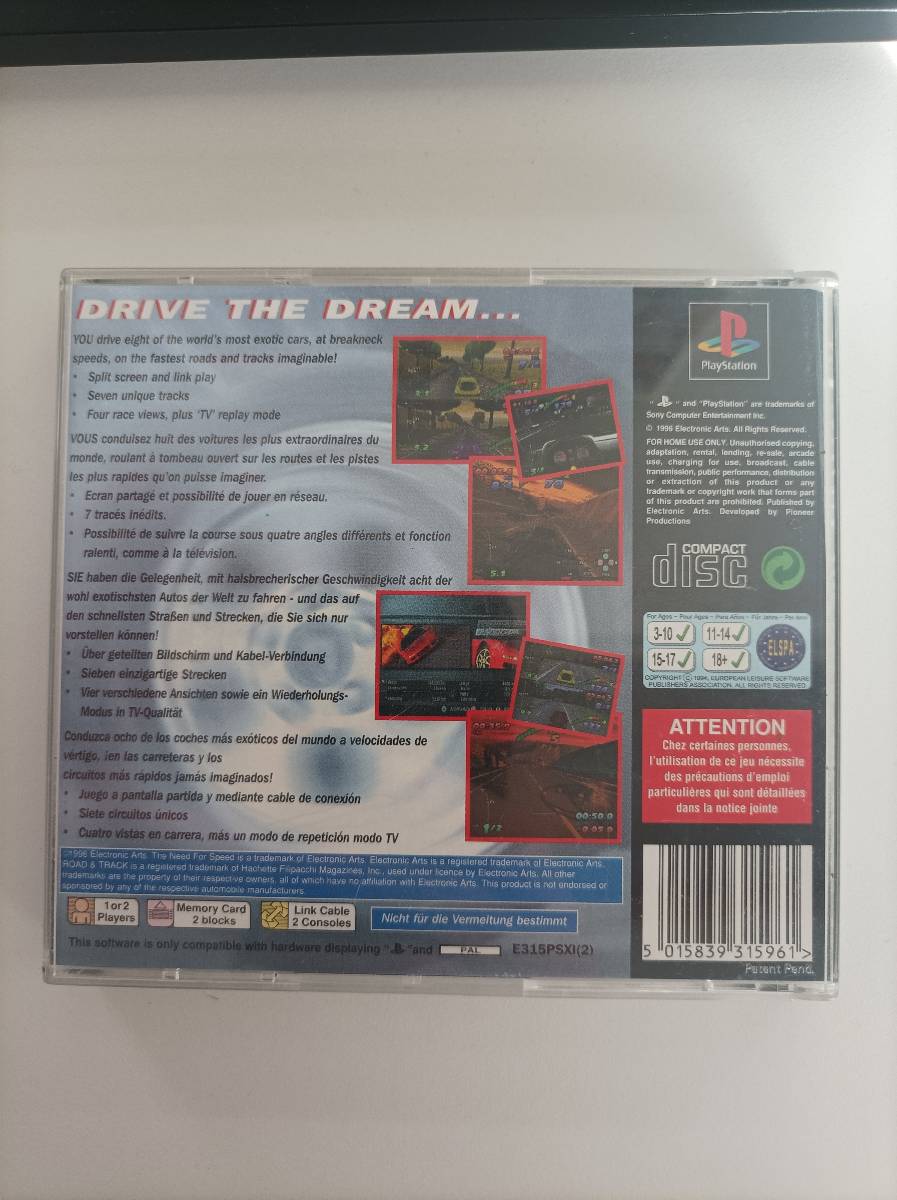 DRIVE THE DREAM...
YOU drive eight of the world's most exotic cars, at breakneck
speeds, on the fastest roads and tracks imaginable!
• Split screen and link play
• Seven unique tracks
• Four race views, plus 'TV' replay mode
VOUS conduisez huit des voitures les plus extraordinaires du
monde, roulant à tombeau ouvert sur les routes et les pistes
les plus rapides qu'on puisse imaginer.
• Ecran partagé et possibilité de jouer en réseau.
• 7 tracés inédits.
• Possibilité de suivre la course sous quatre angles différents et fonction
ralenti, comme à la télévision.
SIE haben die Gelegenheit, mit halsbrecherischer Geschwindigkeit acht der
wohl exotischsten Autos der Welt zu fahren - und das auf
den schnellsten Straßen und Strecken, die Sie sich nur
vorstellen können!
• Über geteilten Bildschirm und Kabel-Verbindung
• Sieben einzigartige Strecken
• Vier verschiedene Ansichten sowie ein Wiederholungs-
Modus in TV-Qualität
Conduzca ocho de los coches más exóticos del mundo a velocidades de
vértigo, ¡en las carreteras y los
circuitos más rápidos jamás imaginados!
• Juego a pantalla partida y mediante cable de conexión
• Siete circuitos únicos
• Cuatro vistas en carrera, más un modo de repetición modo TV
©1996 Electronic Arts. The Need For Speed is a trademark of Electronic Arts. Electronic Arts is a registered trademark of Electronic Arts.
ROAD & TRACK is a registered trademark of Hachette Filipacchi Magazines, Inc., used under licence by Electronic Arts. All other
trademarks are the property of their respective owners, all of which have no affiliation with Electronic Arts. This product is not endorsed or
sponsored by any of the respective automobile manufacturers.
1 or 2
Players
Memory Card
2 blocks
Link Cable
2 Consoles
Nicht für die Vermeitung bestimmt
This software is only compatible with hardware displaying " " and PAL E315PSXI(2)
PlayStation
" " and "PlayStation" are trademarks of
Sony Computer Entertainment Inc.
© 1996 Electronic Arts. All Rights Reserved.
FOR HOME USE ONLY. Unauthorised copying,
adaptation, rental, lending, re-sale, arcade
use, charging for use, broadcast, cable
transmission, public performance, distribution
or extraction of this product or any
trademark or copyright work that forms part
of this product are prohibited. Published by
Electronic Arts. Developed by Pioneer
Productions
COMPACT
disc
For Ages - Pour Ages - Para Años - Für Jahre - Per Anni
3-10 11-14
15-17 18+
ELSPA
COPYRIGHT © 1994, EUROPEAN LEISURE SOFTWARE
PUBLISHERS ASSOCIATION. ALL RIGHTS RESERVED
ATTENTION
Chez certaines personnes,
l'utilisation de ce jeu nécessite
des précautions d'emploi
particulières qui sont détaillées
dans la notice jointe
5 015839 315961 >
Patent Pend.